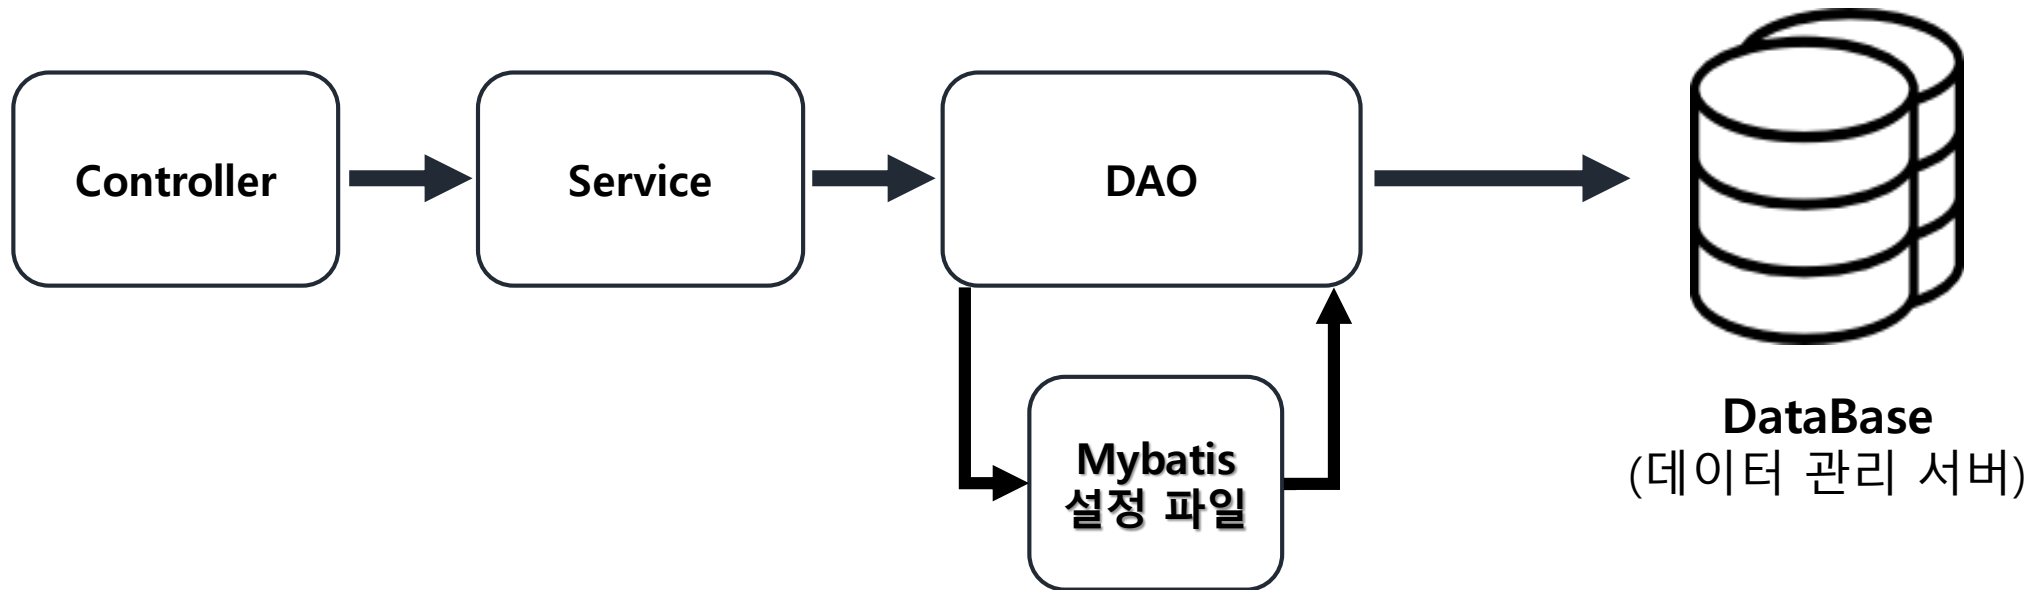 Controller
Service
DAO
Mybatis
설정 파일
DataBase
(데이터 관리 서버)